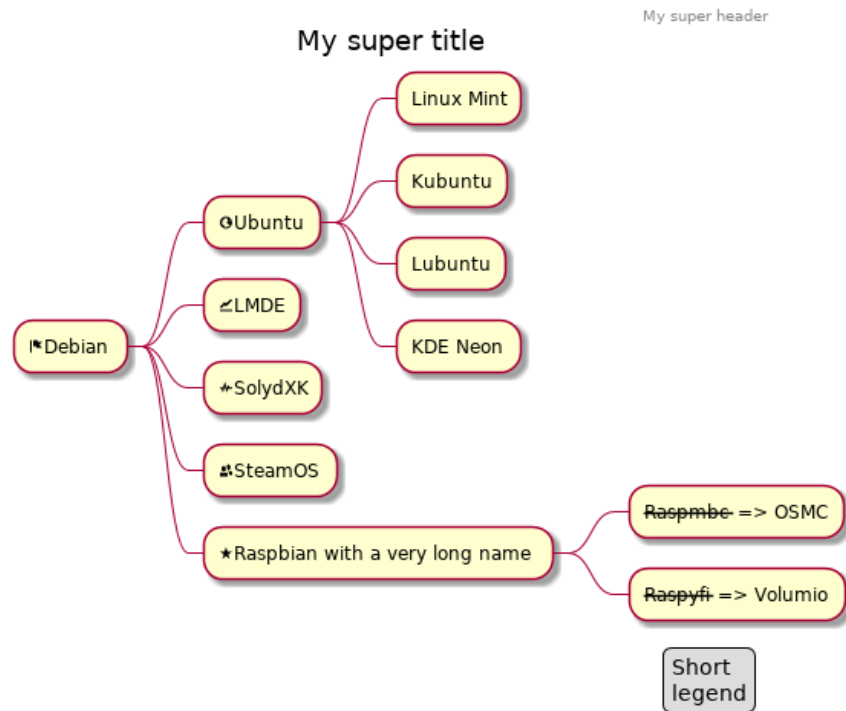 My super header
My super title
Debian
Ubuntu
Linux Mint
Kubuntu
Lubuntu
KDE Neon
LMDE
SolydXK
SteamOS
Raspbian with a very long name
Raspmbc => OSMC
Raspyfi => Volumio
Short
legend